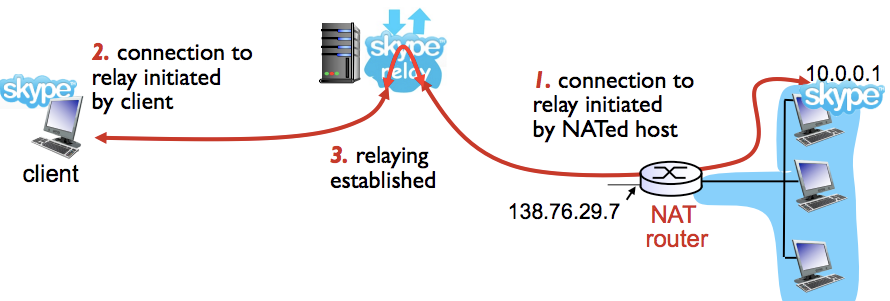 2. connection to
relay initiated
by client
skype
client
skype
relay
3. relaying
established
1. connection to
relay initiated
by NATed host
138.76.29.7
NAT
router
10.0.0.1
skype